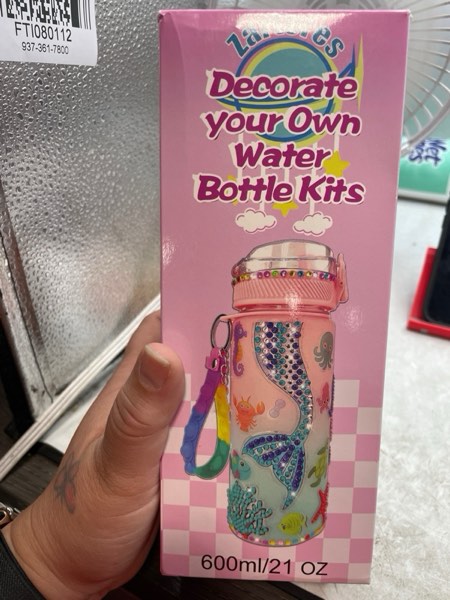 FTI080112
937-361-7800
Decorate
your Own
Water
Bottle Kits
600ml/21 OZ